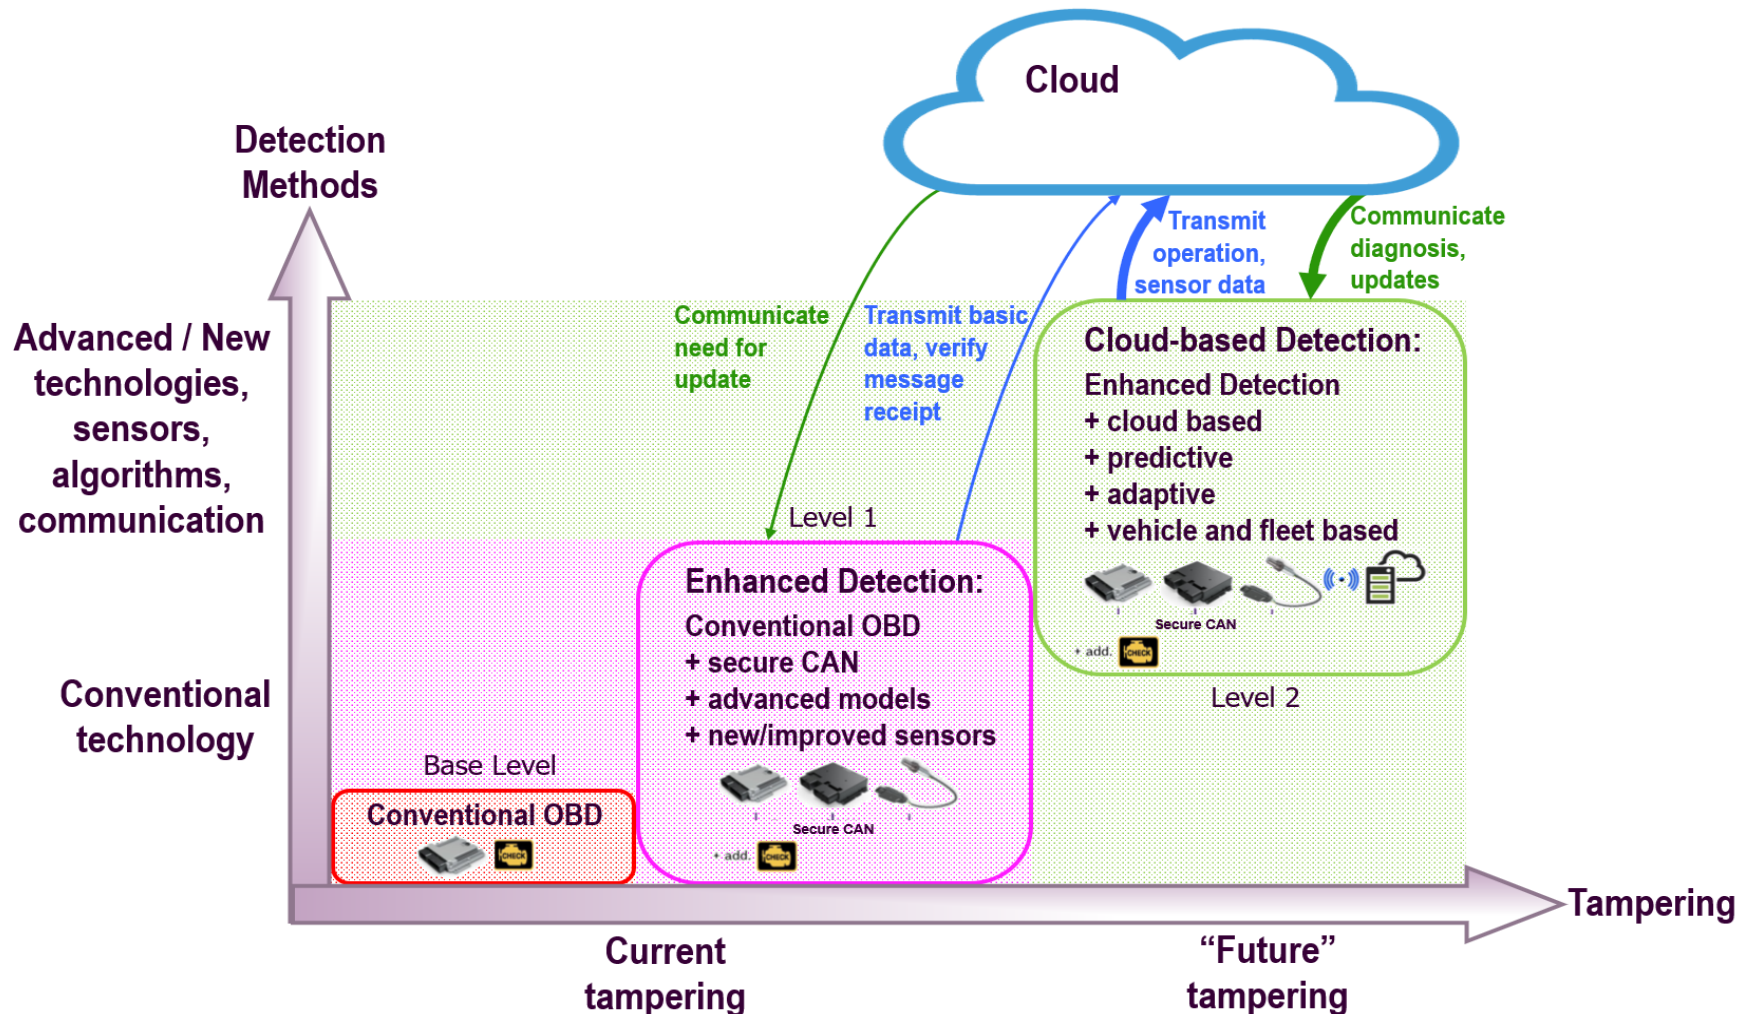 Cloud
Detection
Methods
Transmit
operation,
sensor data
Communicate
diagnosis,
updates
Advanced / New
technologies,
sensors,
algorithms,
communication
Communicate
need for
update
Transmit basic
data, verify
message
receipt
Cloud-based Detection:
Enhanced Detection
+ cloud based
+ predictive
+ adaptive
+ vehicle and fleet based
Secure CAN
• add.
CHECK
Level 2
Level 1
Enhanced Detection:
Conventional OBD
+ secure CAN
+ advanced models
+ new/improved sensors
Secure CAN
• add.
CHECK
Conventional
technology
Base Level
Conventional OBD
CHECK
Tampering
Current
tampering
“Future”
tampering